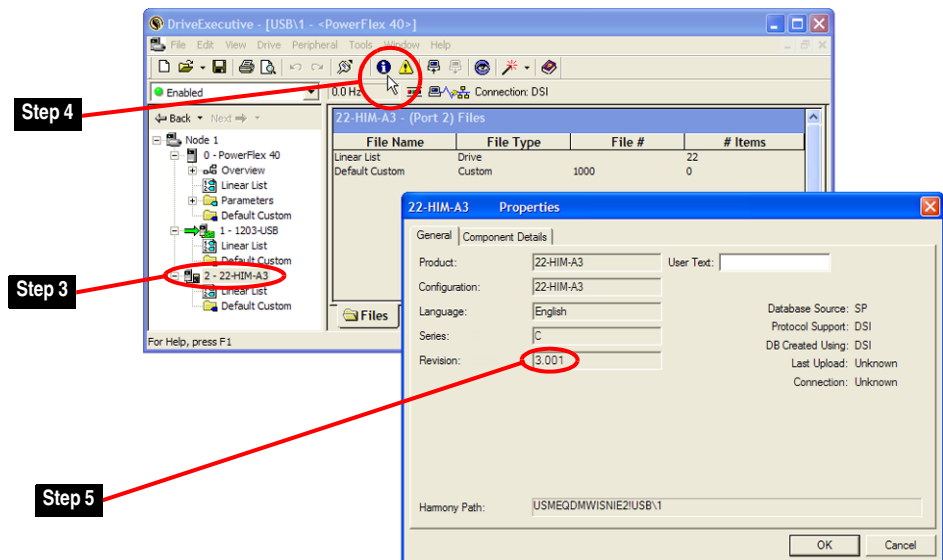 DriveExecutive - [USB\1 - <PowerFlex 40>]
File Edit View Drive Peripheral Tools Window Help
Enabled
0.0 Hz
Connection: DSI
Step 4
Back Next
22-HIM-A3 - (Port 2) Files
File Name File Type File # # Items
Linear List Drive 22
Default Custom Custom 1000 0
Node 1
0 - PowerFlex 40
Overview
Linear List
Parameters
Default Custom
1 - 1203-USB
Linear List
Default Custom
2 - 22-HIM-A3
Linear List
Default Custom
Step 3
Files
For Help, press F1
22-HIM-A3 Properties
General Component Details
Product: 22-HIM-A3 User Text:
Configuration: 22-HIM-A3
Language: English
Series: C
Revision: 3.001
Database Source: SP
Protocol Support: DSI
DB Created Using: DSI
Last Upload: Unknown
Connection: Unknown
Step 5
Harmony Path: USMEQDMWISNIE2!USB\1
OK Cancel